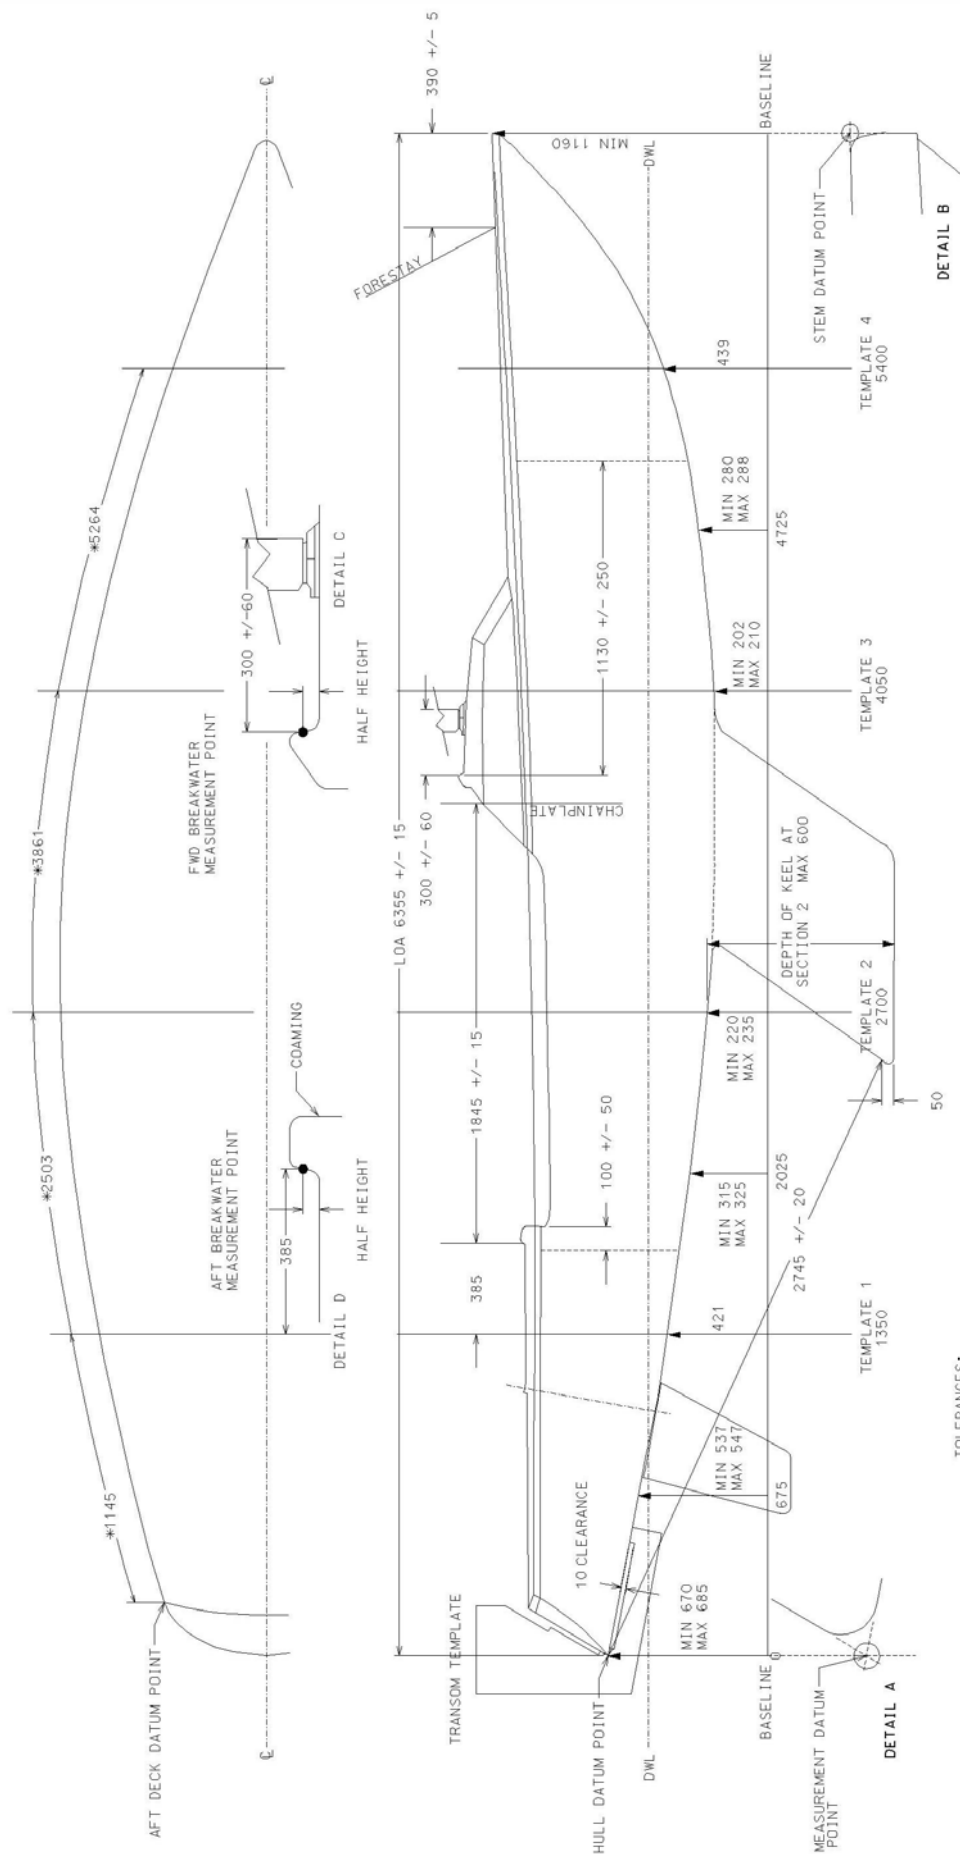 AFT DECK DATUM POINT
*1145
*2503
*3861
*5264
℄
℄
AFT BREAKWATER
MEASUREMENT POINT
COAMING
385
HALF HEIGHT
DETAIL D
FWD BREAKWATER
MEASUREMENT POINT
300 +/-60
HALF HEIGHT
DETAIL C
LOA 6355 +/- 15
390 +/- 5
FORESTAY
300 +/- 60
TRANSOM TEMPLATE
385
1845 +/- 15
CHAINPLATE
100 +/- 50
1130 +/- 250
MIN 1160
10 CLEARANCE
HULL DATUM POINT
DWL
DWL
MIN 670
MAX 685
MIN 537
MAX 547
421
MIN 315
MAX 325
MIN 220
MAX 235
DEPTH OF KEEL AT
SECTION 2 MAX 600
MIN 202
MAX 210
MIN 280
MAX 288
439
BASELINE
0
675
2025
4725
BASELINE
2745 +/- 20
50
TEMPLATE 1
1350
TEMPLATE 2
2700
TEMPLATE 3
4050
TEMPLATE 4
5400
MEASUREMENT DATUM
POINT
DETAIL A
STEM DATUM POINT
DETAIL B
TOLERANCES: